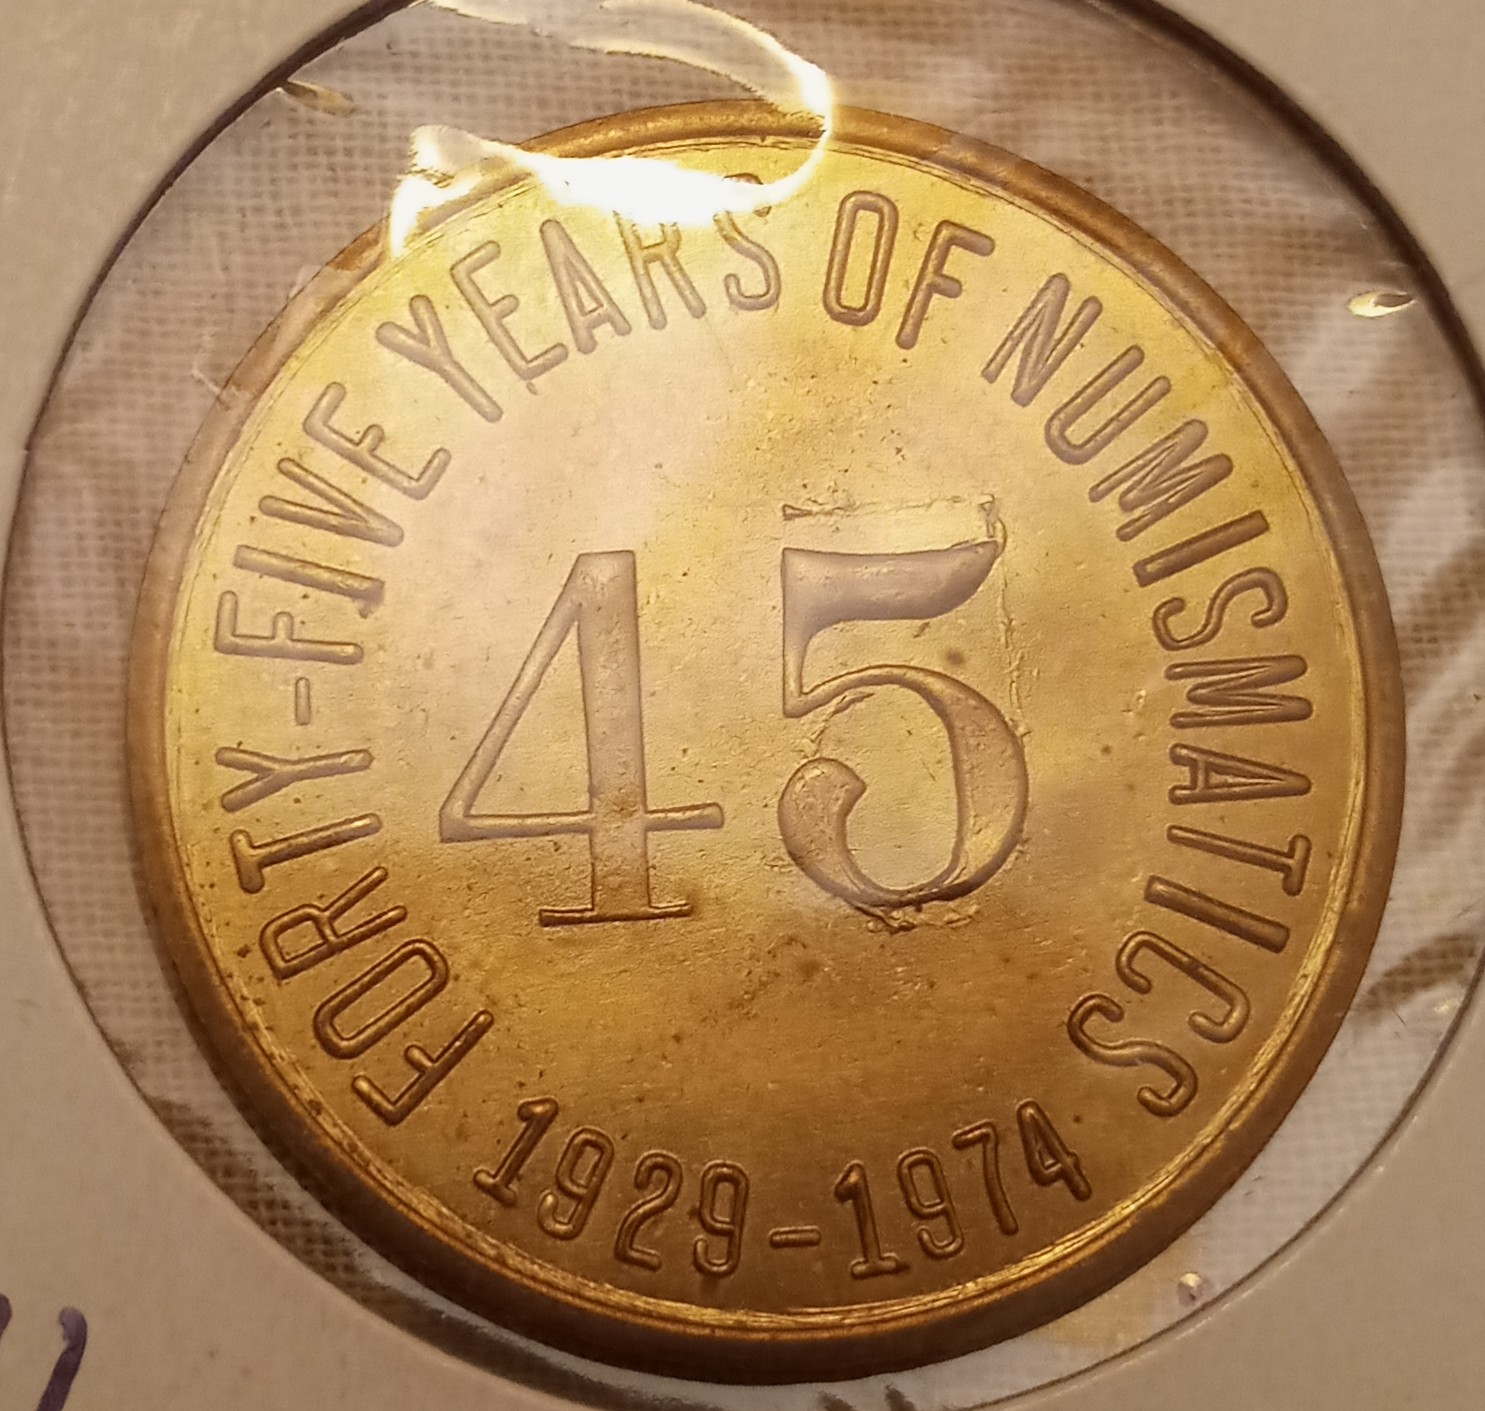 FORTY-FIVE YEARS OF NUMISMATICS
45
1929-1974